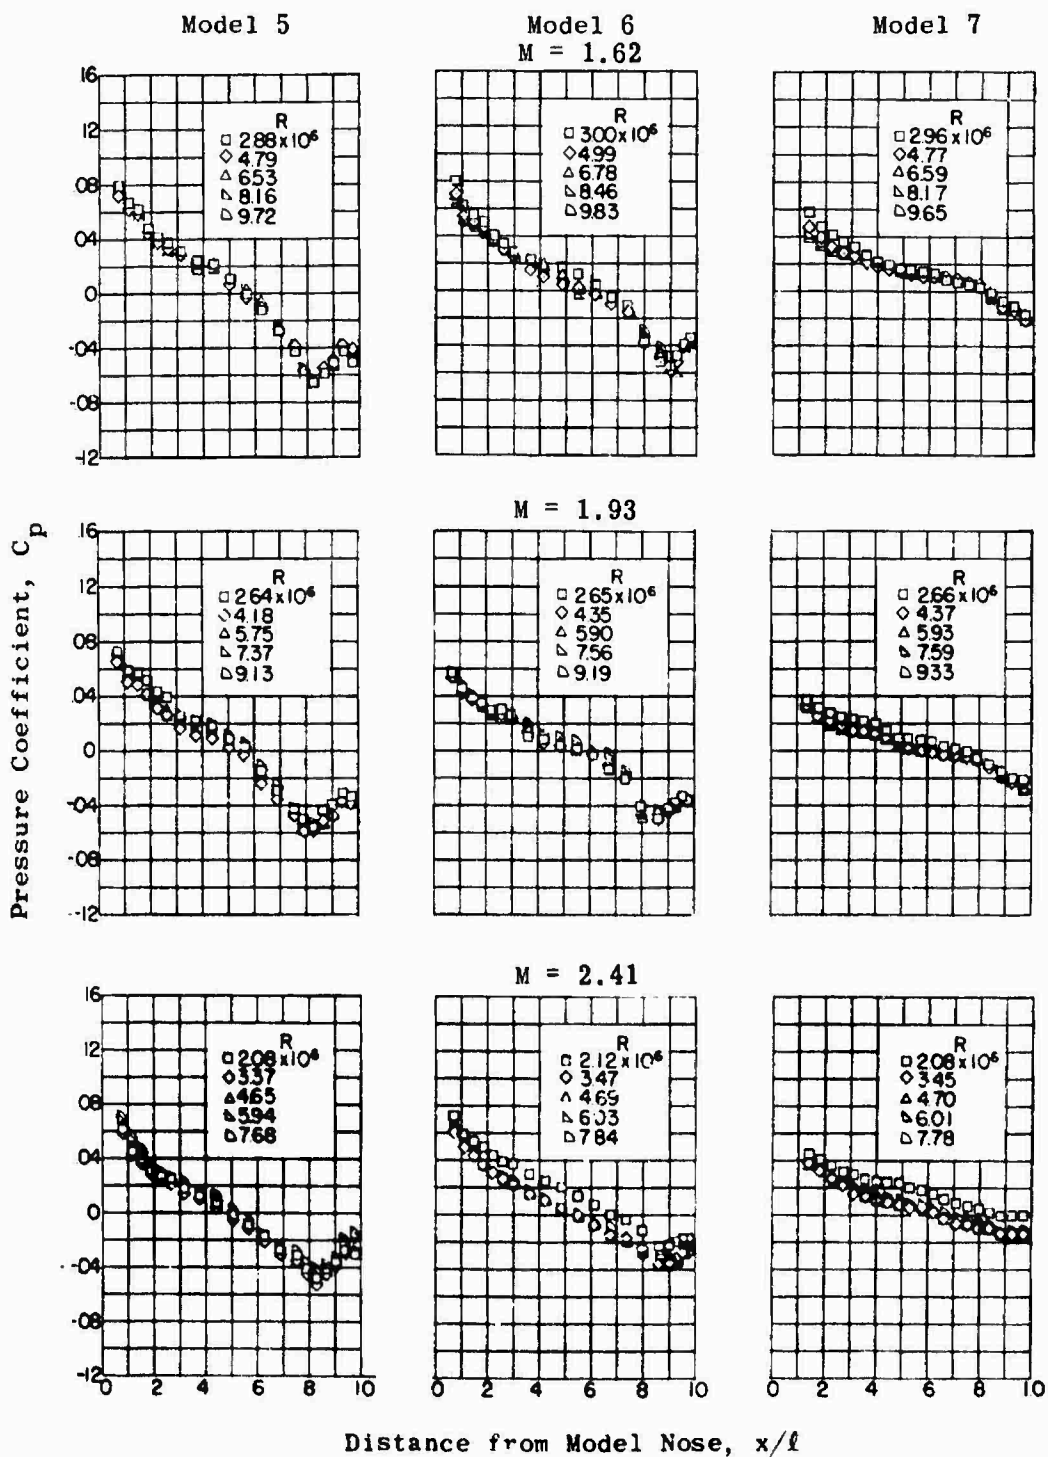 Model 5 Model 6 Model 7
M = 1.62
16
12
08
04
0
-.04
-08
-12
R
□ 2.88x10⁶
◇ 4.79
△ 6.53
8.16
9.72
R
□ 3.00x10⁶
◇ 4.99
△ 6.78
8.46
9.83
R
□ 2.96x10⁶
◇ 4.77
△ 6.59
8.17
9.65
M = 1.93
Pressure Coefficient, Cp
.16
12
08
.04
0
-.04
-08
-.12
R
□ 2.64x10⁶
4.18
△ 5.75
7.37
9.13
R
□ 2.65x10⁶
◇ 4.35
△ 5.90
7.56
9.19
R
□ 2.66x10⁶
◇ 4.37
△ 5.93
7.59
9.33
M = 2.41
16
12
08
04
0
-.04
-.08
-.12
R
□ 2.08x10⁶
◇ 3.37
△ 4.65
5.94
7.68
R
□ 2.12x10⁶
◇ 3.47
4.69
6.03
7.84
R
□ 2.08x10⁶
◇ 3.45
△ 4.70
6.01
7.78
0 2 4 6 8 10
0 2 4 6 8 10
0 2 4 6 8 1.0
Distance from Model Nose, x/ℓ